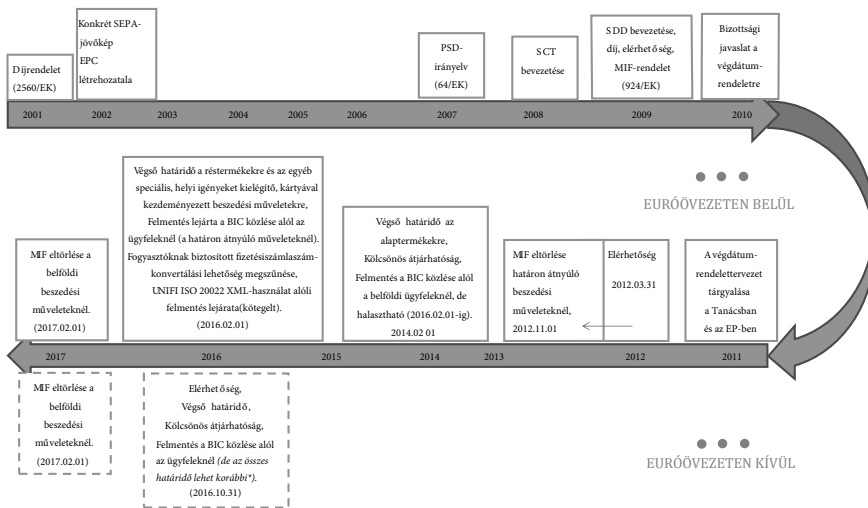 Díjrendelet
(2560/EK)
Konkrét SEPA-
jövőkép
EPC
létrehozatala
PSD-
irányelv
(64/EK)
SCT
bevezetése
SDD bevezetése,
díj, elérhetőség,
MIF-rendelet
(924/EK)
Bizottsági
javaslat a
végdátum-
rendeletre
2001 2002 2003 2004 2005 2006 2007 2008 2009 2010
EURÓÖVEZETEN BELÜL
MIF eltörlése a
belföldi
beszedési
műveleteknél.
(2017.02.01)
Végső határidő a réstermékekre és az egyéb
speciális, helyi igényeket kielégítő, kártyával
kezdeményezett beszedési műveletekre,
Felmentés lejárta a BIC közlése alól az
ügyfeleknél (a határon átnyúló műveleteknél).
Fogyasztóknak biztosított fizetésiszámlaszám-
konvertálási lehetőség megszűnése,
UNIFI ISO 20022 XML-használat alóli
felmentés lejárata(kötegelt).
(2016.02.01)
Végső határidő az
alaptermékekre,
Kölcsönös átjárhatóság,
Felmentés a BIC közlése alól
a belföldi ügyfeleknél, de
halasztható (2016.02.01-ig).
2014.02 01
MIF eltörlése
határon átnyúló
beszedési
műveleteknél,
2012.11.01
Elérhetőség
2012.03.31
A végdátum-
rendelettervezet
tárgyalása
a Tanácsban
és az EP-ben
2017 2016 2015 2014 2013 2012 2011
MIF eltörlése a
belföldi
beszedési
műveleteknél.
(2017.02.01)
Elérhetőség,
Végső határidő,
Kölcsönös átjárhatóság,
Felmentés a BIC közlése alól
az ügyfeleknél (de az összes
határidő lehet korábbi*).
(2016.10.31)
EURÓÖVEZETEN KÍVÜL